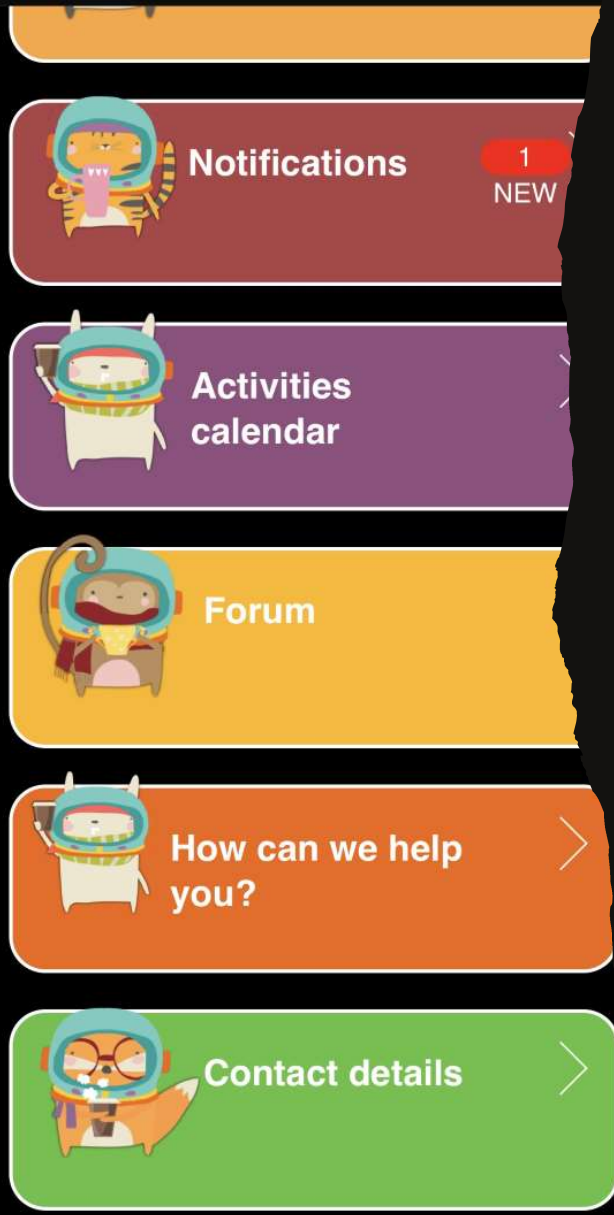 Notifications
1
NEW
Activities
calendar
Forum
How can we help
you?
Contact details